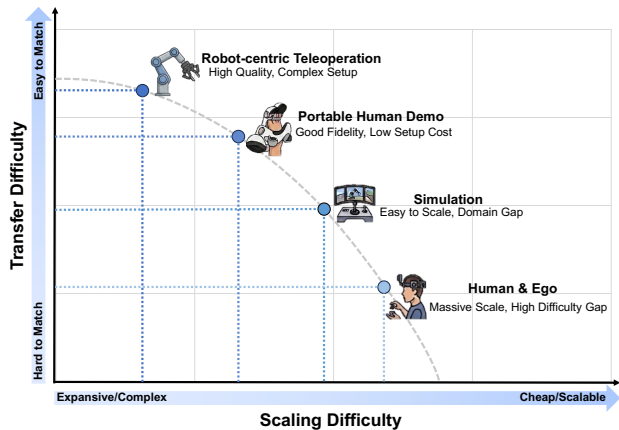 Easy to Match
Transfer Difficulty
Hard to Match
Robot-centric Teleoperation
High Quality, Complex Setup
Portable Human Demo
Good Fidelity, Low Setup Cost
Simulation
Easy to Scale, Domain Gap
Human & Ego
Massive Scale, High Difficulty Gap
Expansive/Complex
Cheap/Scalable
Scaling Difficulty